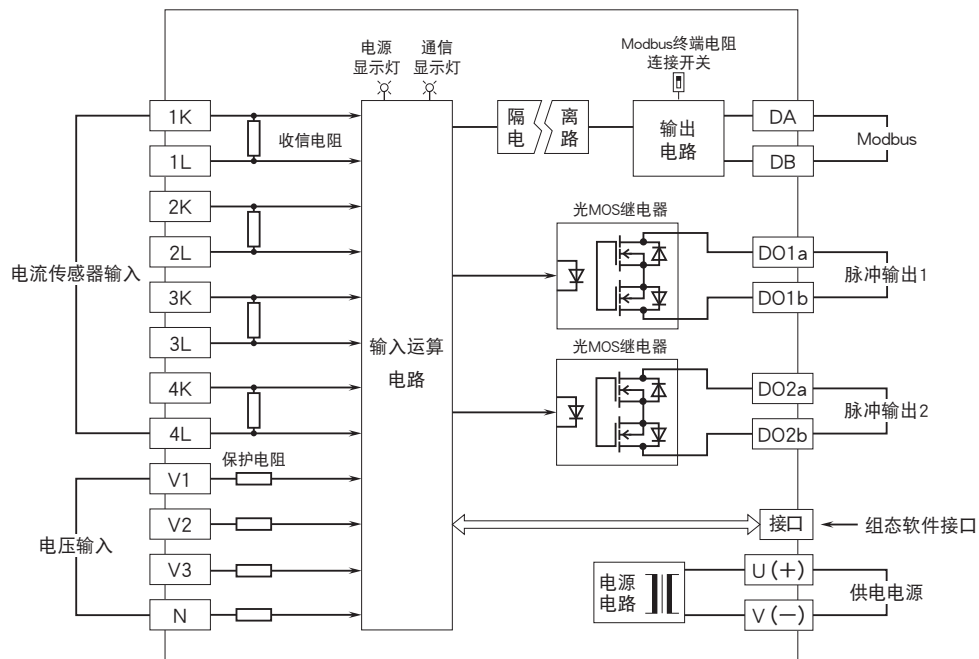 电源
显示灯
通信
显示灯
Modbus终端电阻
连接开关
1K
1L
2K
2L
3K
3L
4K
4L
V1
V2
V3
N
电流传感器输入
电压输入
收信电阻
保护电阻
输入运算
电路
隔 离
电 路
输出
电路
DA
DB
Modbus
光MOS继电器
DO1a
DO1b
脉冲输出1
光MOS继电器
DO2a
DO2b
脉冲输出2
接口
组态软件接口
电源
电路
U(+)
V(—)
供电电源